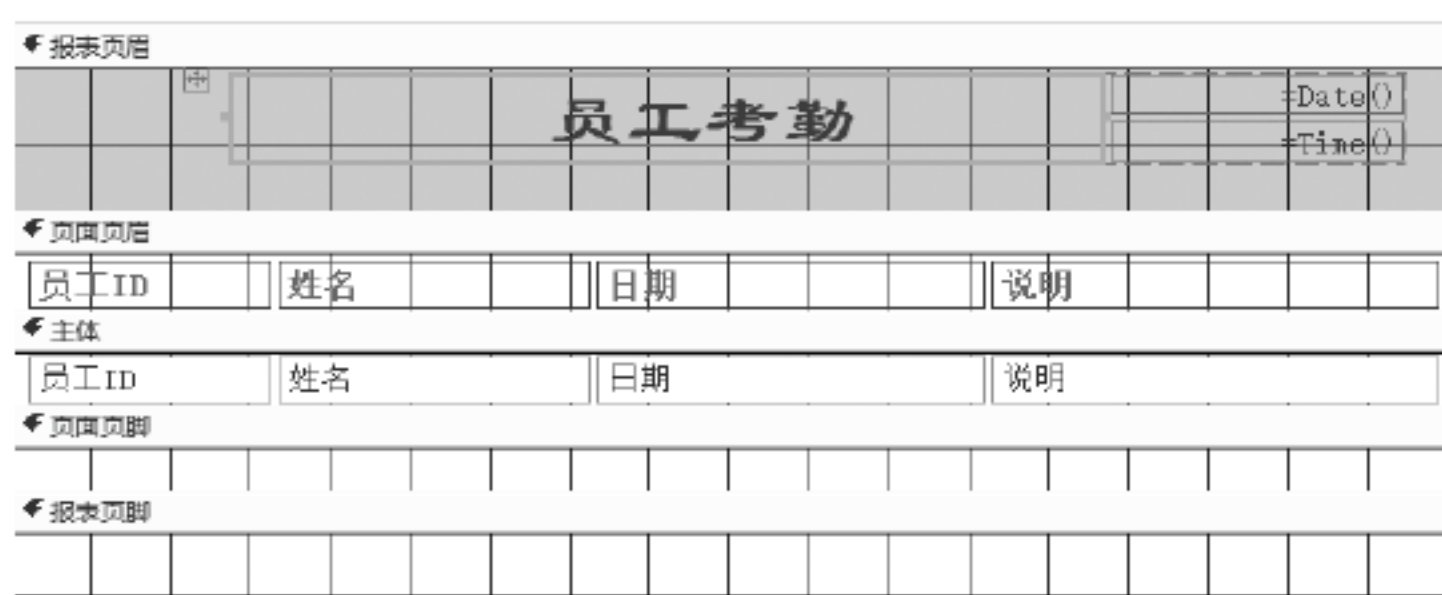 报表页眉
员工考勤
=Date()
=Time()
页面页眉
员工ID 姓名 日期 说明
主体
员工ID 姓名 日期 说明
页面页脚
报表页脚